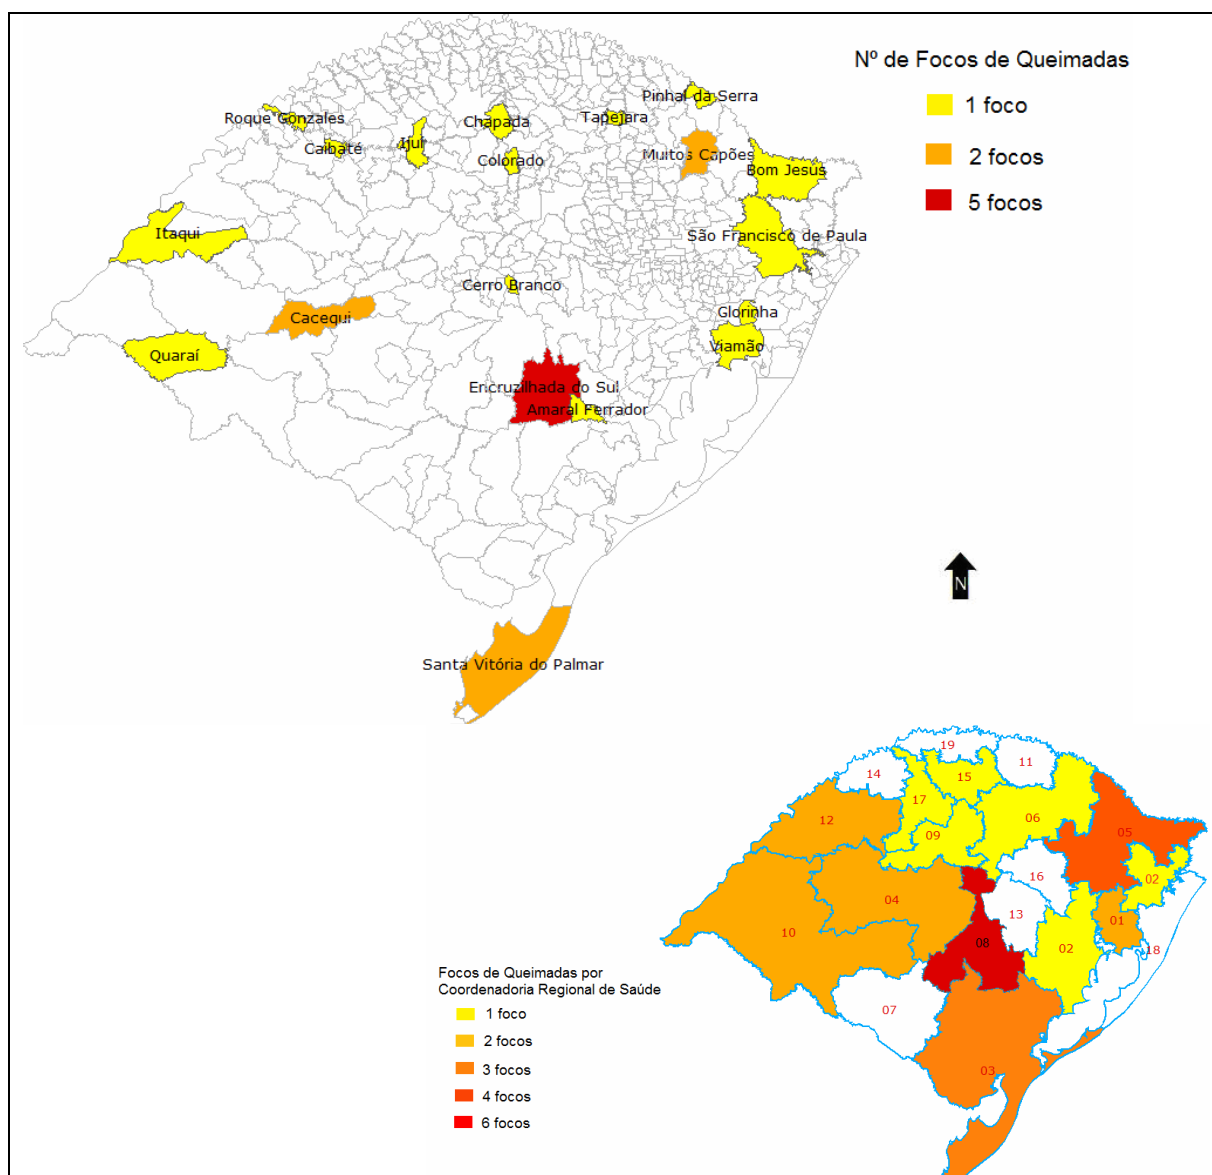 Nº de Focos de Queimadas
1 foco
2 focos
5 focos
Pinhal da Serra
Roque Gonzales
Chapada
Tapejara
Caibaté
Ijuí
Colorado
Muitos Capões
Bom Jesus
Itaqui
São Francisco de Paula
Cerro Branco
Cacequi
Glorinha
Quaraí
Viamão
Encruzilhada do Sul
Amaral Ferrador
N
Santa Vitória do Palmar
19
11
14
15
17
12
06
09
05
16
02
04
13
01
10
08
02
18
07
03
Focos de Queimadas por
Coordenadoria Regional de Saúde
1 foco
2 focos
3 focos
4 focos
6 focos